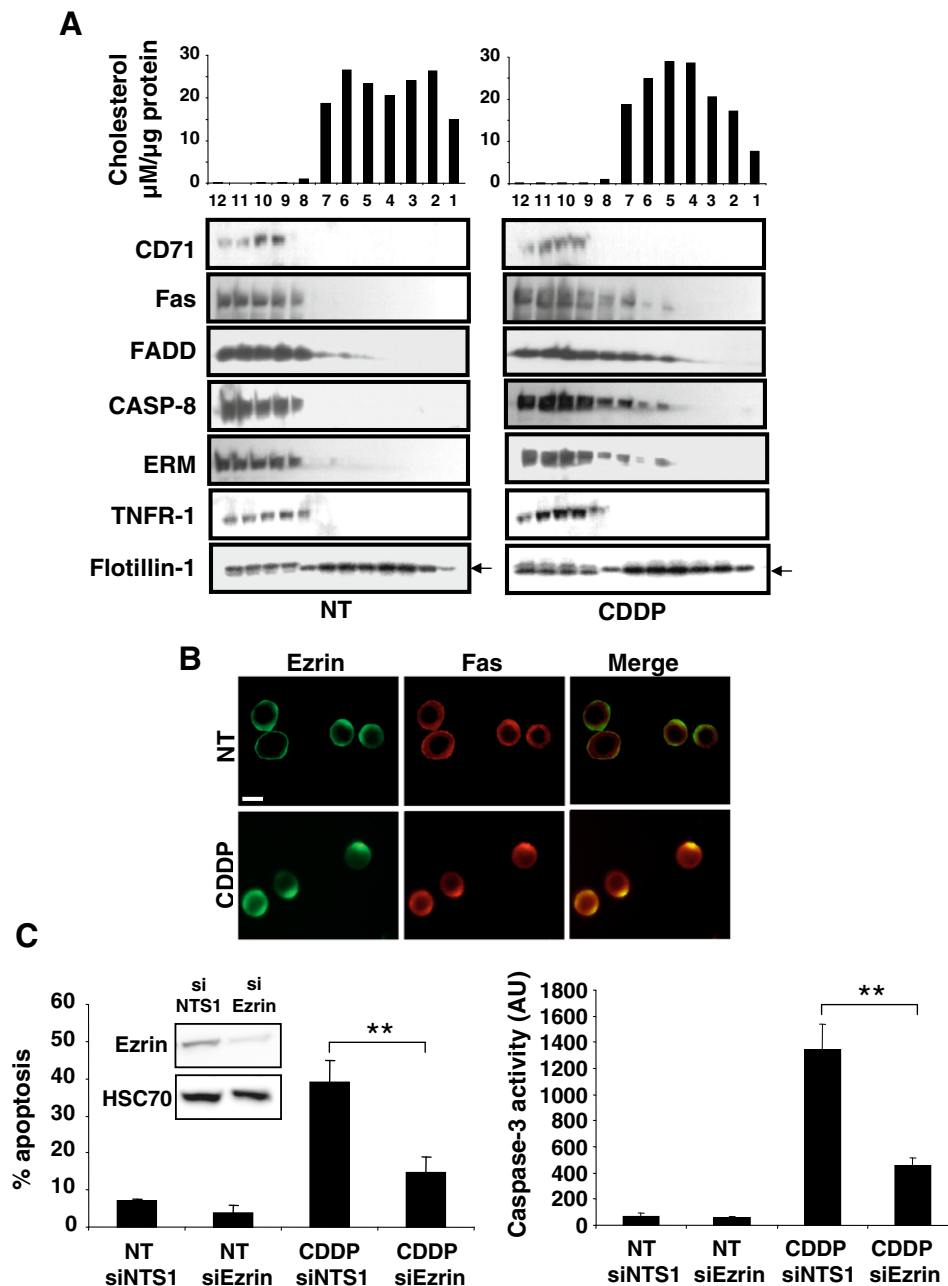 A
Cholesterol
µM/µg protein
30
20
10
0
12 11 10 9 8 7 6 5 4 3 2 1
30
20
10
0
12 11 10 9 8 7 6 5 4 3 2 1
CD71
Fas
FADD
CASP-8
ERM
TNFR-1
Flotillin-1
NT
CDDP
B
Ezrin Fas Merge
NT
CDDP
C
% apoptosis
60
50
40
30
20
10
0
si
NTS1
si
Ezrin
Ezrin
HSC70
**
NT
siNTS1
NT
siEzrin
CDDP
siNTS1
CDDP
siEzrin
Caspase-3 activity (AU)
1800
1600
1400
1200
1000
800
600
400
200
0
**
NT
siNTS1
NT
siEzrin
CDDP
siNTS1
CDDP
siEzrin